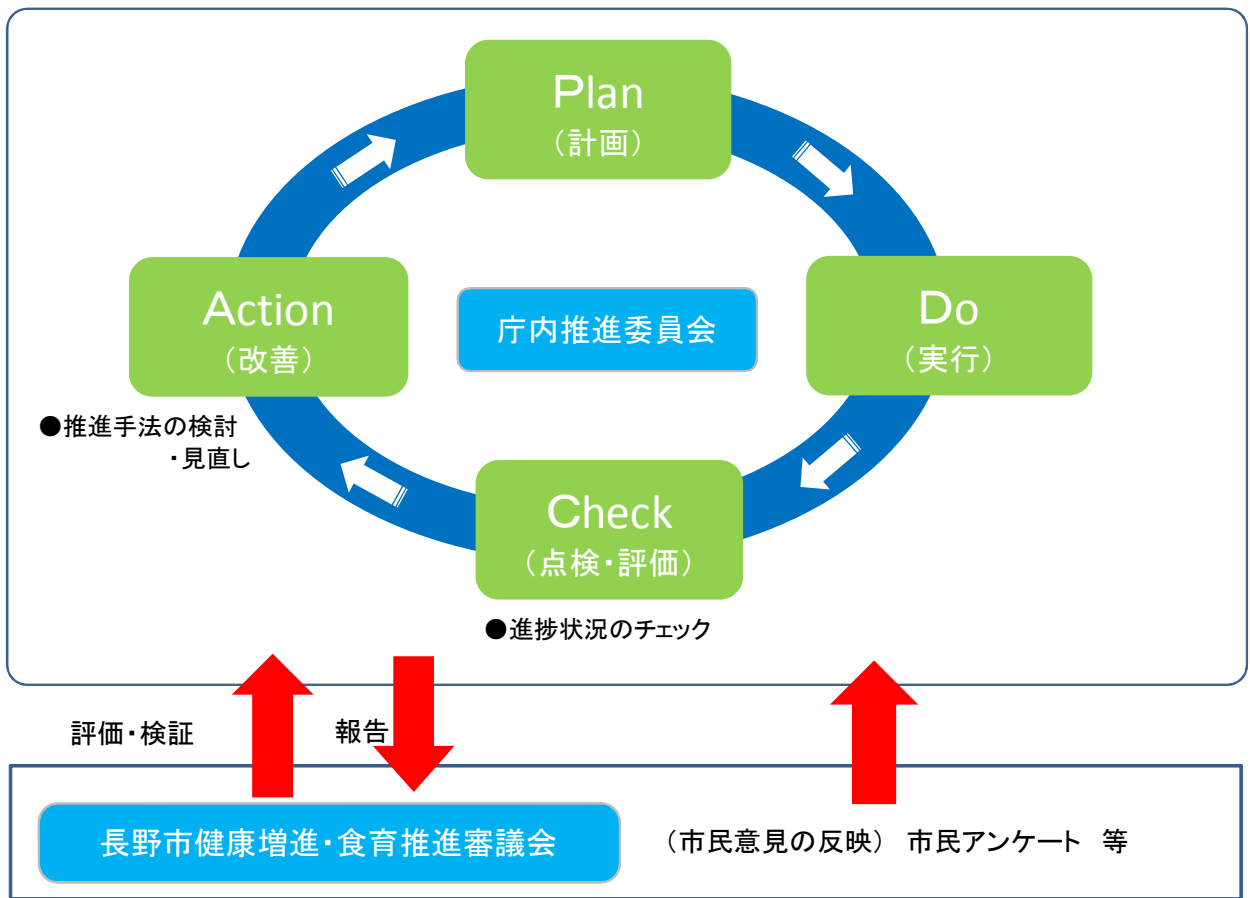 Plan
（計画）
Action
（改善）
庁内推進委員会
Do
（実行）
●推進手法の検討
・見直し
Check
（点検・評価）
●進捗状況のチェック
評価・検証
報告
長野市健康増進・食育推進審議会
（市民意見の反映） 市民アンケート 等